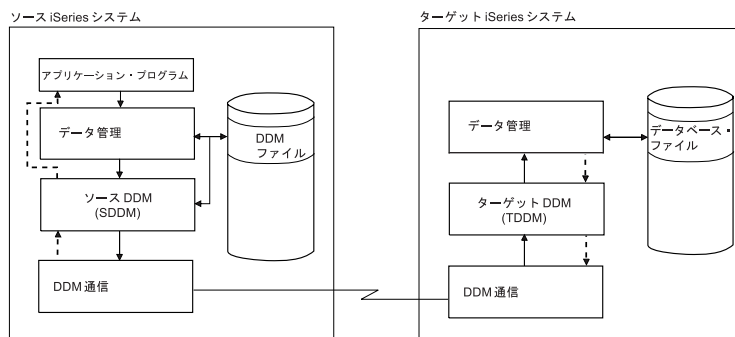 ソース iSeries システム
アプリケーション・プログラム
データ管理
DDM
ファイル
ソース DDM
(SDDM)
DDM 通信
ターゲット iSeries システム
データ管理
データベース・
ファイル
ターゲット DDM
(TDDM)
DDM 通信